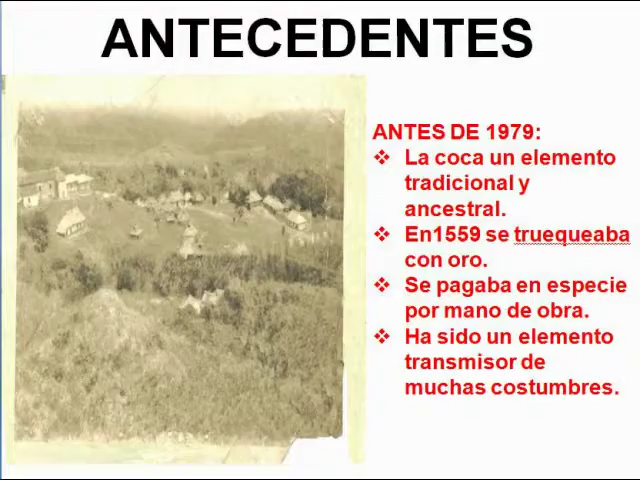 ANTECEDENTES
ANTES DE 1979:
❖ La coca un elemento
tradicional y
ancestral.
❖ En1559 se truequeaba
con oro.
❖ Se pagaba en especie
por mano de obra.
❖ Ha sido un elemento
transmisor de
muchas costumbres.